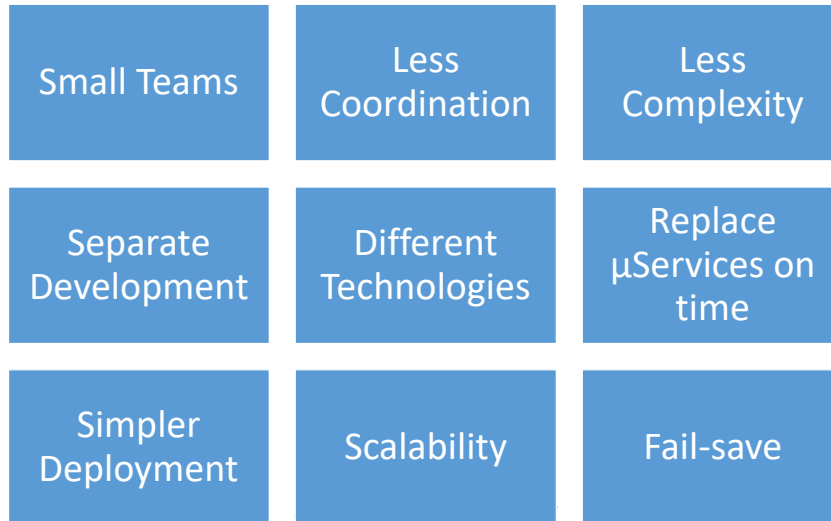 Small Teams
Less
Coordination
Less
Complexity
Separate
Development
Different
Technologies
Replace
µServices on
time
Simpler
Deployment
Scalability
Fail-save